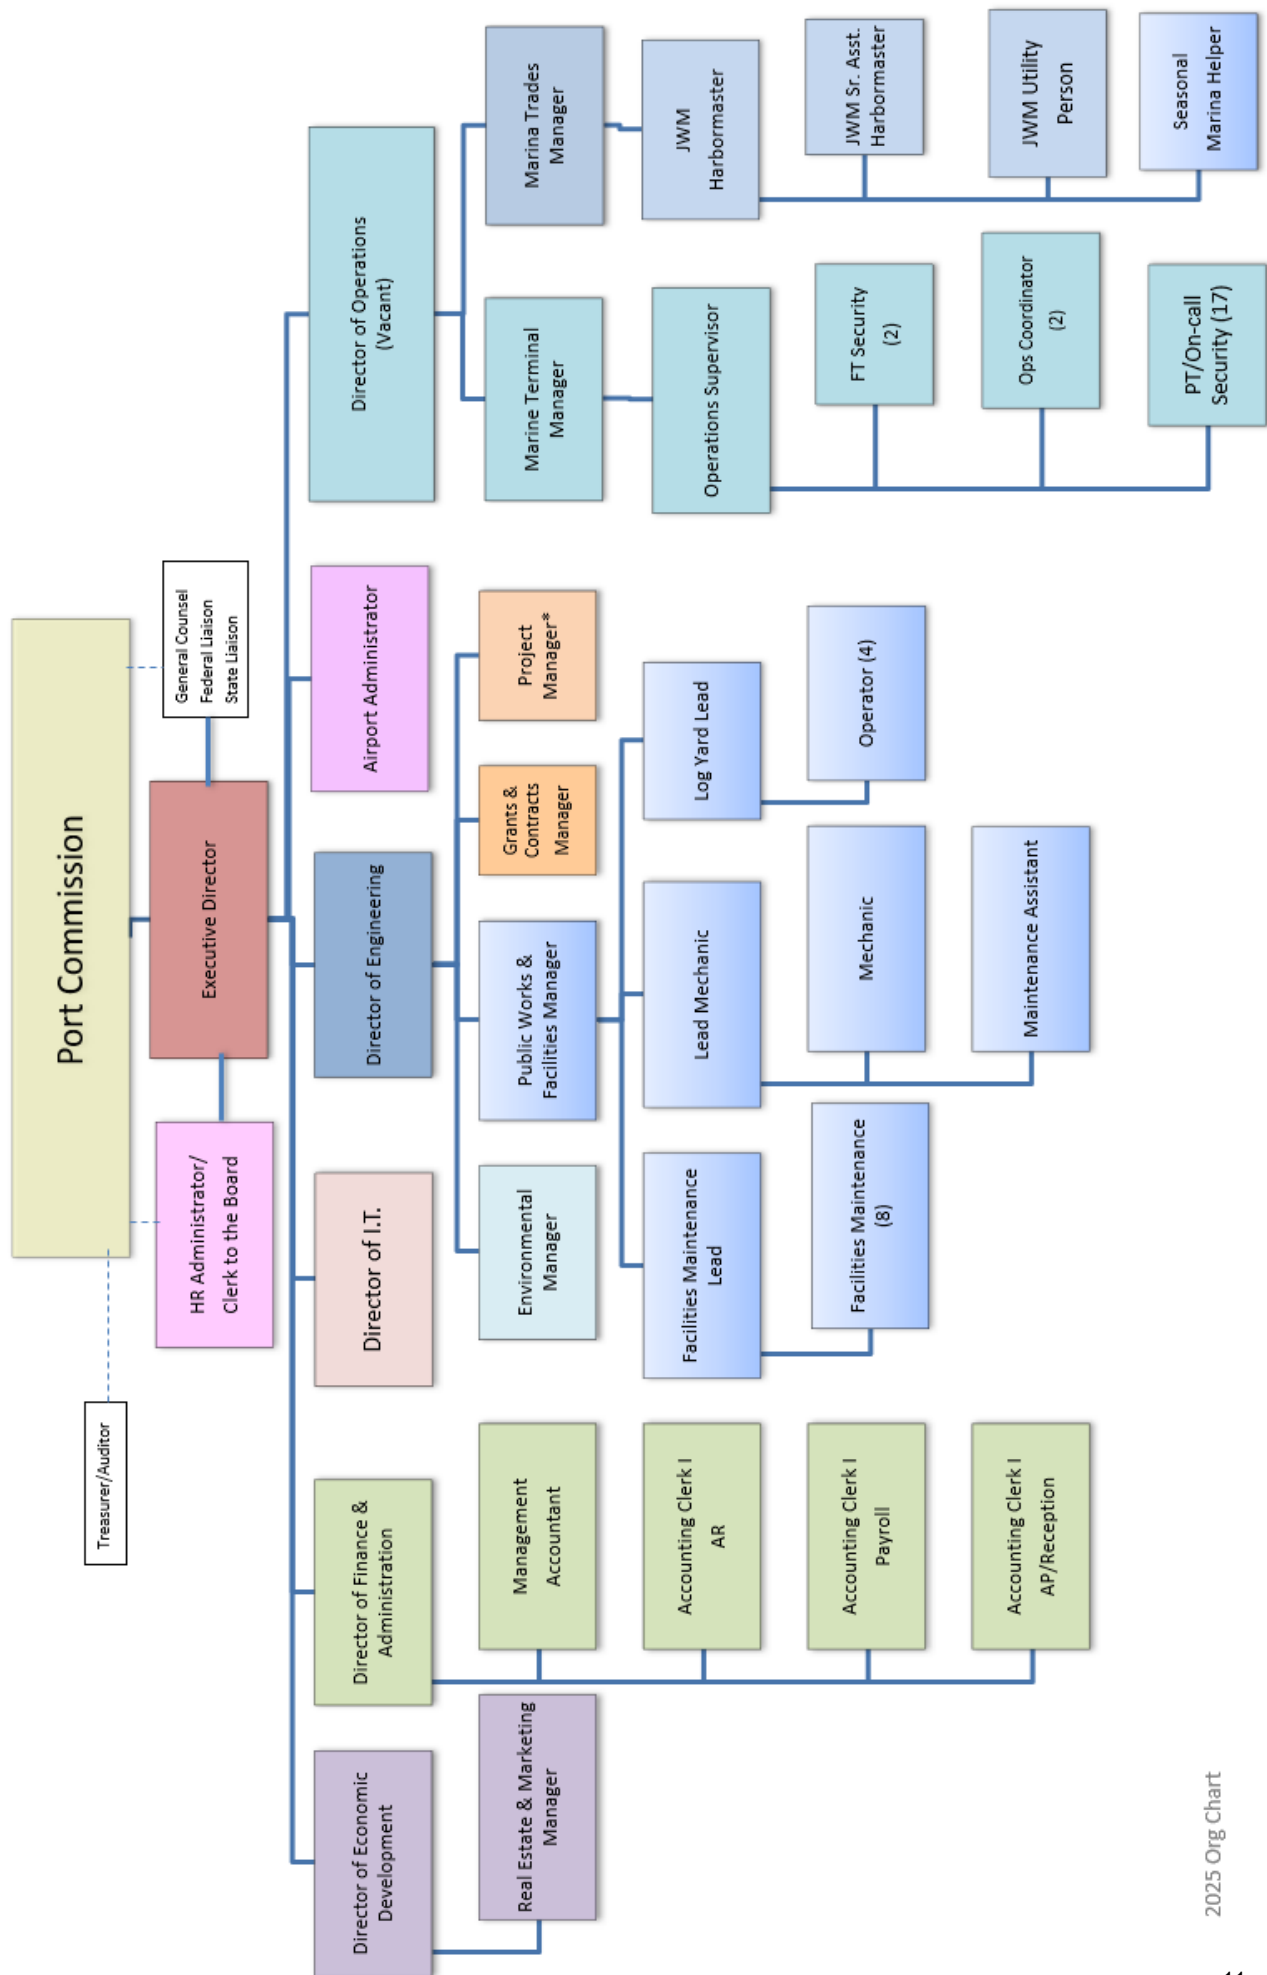 Port Commission
Treasurer/Auditor
HR Administrator/
Clerk to the Board
Executive Director
General Counsel
Federal Liaison
State Liaison
Director of Economic
Development
Director of Finance &
Administration
Director of I.T.
Director of Engineering
Airport Administrator
Director of Operations
(Vacant)
Real Estate & Marketing
Manager
Management
Accountant
Environmental
Manager
Public Works &
Facilities Manager
Grants &
Contracts
Manager
Project
Manager*
Marine Terminal
Manager
Marina Trades
Manager
Accounting Clerk I
AR
Facilities Maintenance
Lead
Lead Mechanic
Log Yard Lead
Operations Supervisor
JWM
Harbormaster
Accounting Clerk I
Payroll
Facilities Maintenance
(8)
Mechanic
Operator (4)
FT Security
(2)
JWM Sr. Asst.
Harbormaster
Accounting Clerk I
AP/Reception
Maintenance Assistant
Ops Coordinator
(2)
JWM Utility
Person
PT/On-call
Security (17)
Seasonal
Marina Helper
2025 Org Chart